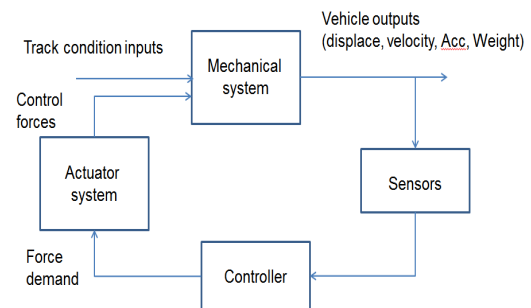 Vehicle outputs
(displace, velocity, Acc, Weight)
Track condition inputs
Mechanical
system
Control
forces
Actuator
system
Sensors
Force
demand
Controller